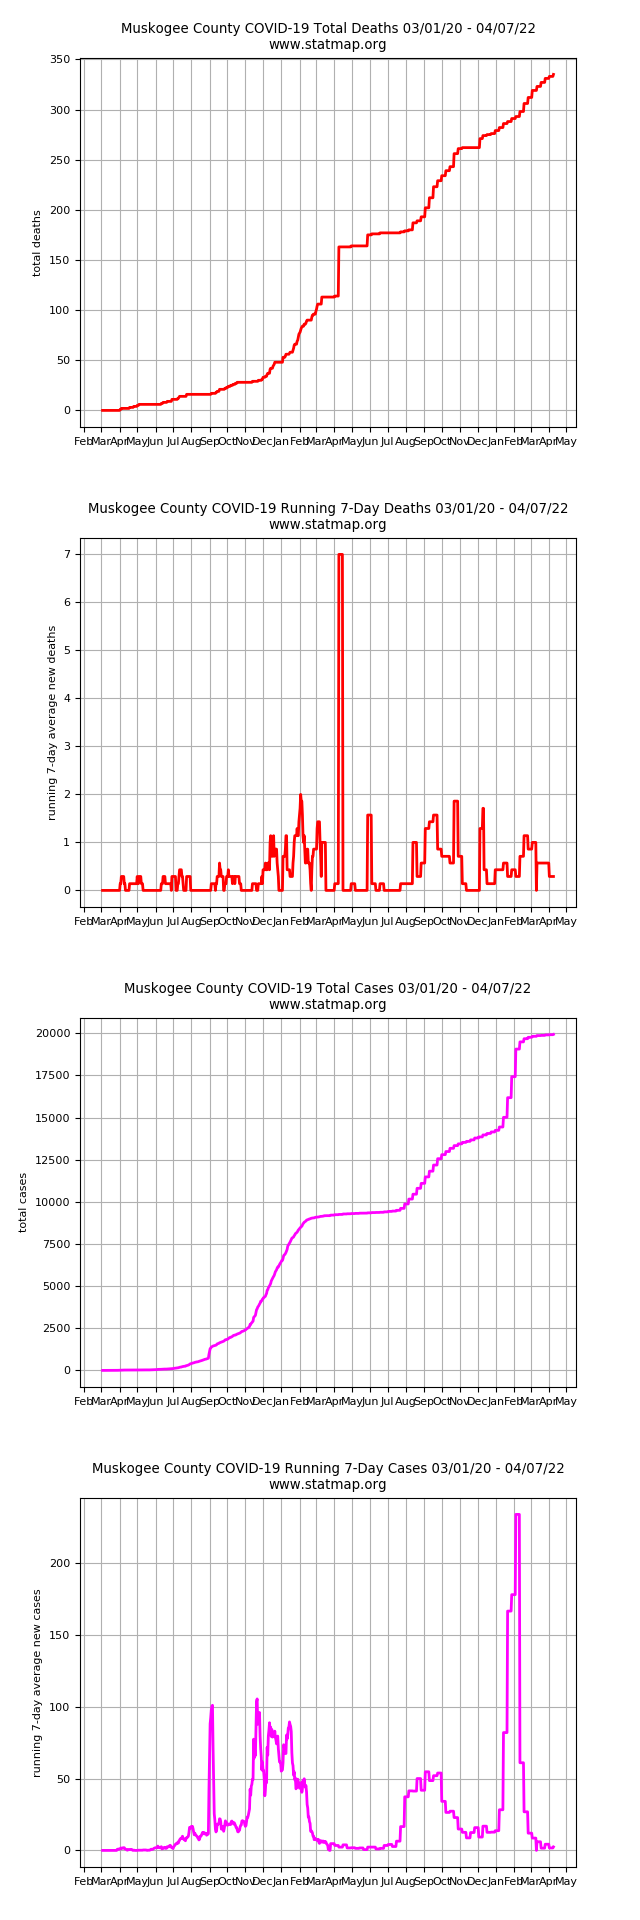 Muskogee County COVID-19 Total Deaths 03/01/20 - 04/07/22
www.statmap.org
350
300
250
200
150
100
50
0
total deaths
Feb Mar Apr May Jun Jul Aug Sep Oct Nov Dec Jan Feb Mar Apr May Jun Jul Aug Sep Oct Nov Dec Jan Feb Mar Apr May
Muskogee County COVID-19 Running 7-Day Deaths 03/01/20 - 04/07/22
www.statmap.org
7
6
5
4
3
2
1
0
running 7-day average new deaths
Feb Mar Apr May Jun Jul Aug Sep Oct Nov Dec Jan Feb Mar Apr May Jun Jul Aug Sep Oct Nov Dec Jan Feb Mar Apr May
Muskogee County COVID-19 Total Cases 03/01/20 - 04/07/22
www.statmap.org
20000
17500
15000
12500
10000
7500
5000
2500
0
total cases
Feb Mar Apr May Jun Jul Aug Sep Oct Nov Dec Jan Feb Mar Apr May Jun Jul Aug Sep Oct Nov Dec Jan Feb Mar Apr May
Muskogee County COVID-19 Running 7-Day Cases 03/01/20 - 04/07/22
www.statmap.org
200
150
100
50
0
running 7-day average new cases
Feb Mar Apr May Jun Jul Aug Sep Oct Nov Dec Jan Feb Mar Apr May Jun Jul Aug Sep Oct Nov Dec Jan Feb Mar Apr May